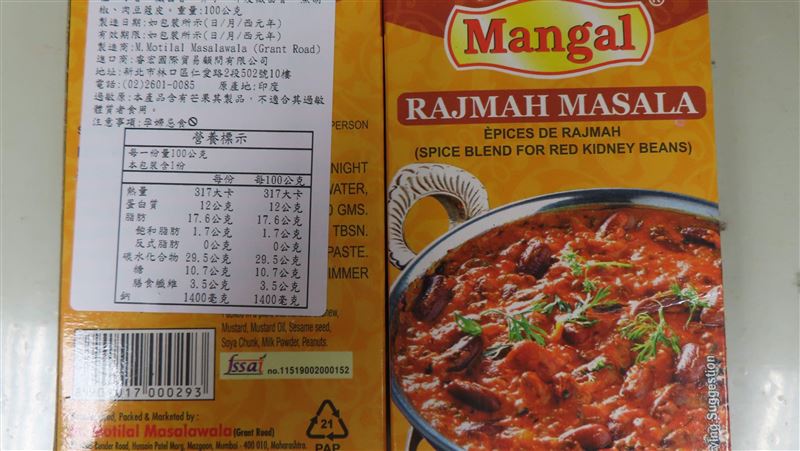 椒、肉豆蔻皮。重量:100公克
製造日期:如包裝所示(日/月/西元年)
有效期限:如包裝所示(日/月/西元年)
製造商:M.Motilal Masalawala (Grant Road)
進口商:睿宏國際貿易顧問有限公司
地址:新北市林口區仁愛路2段502號10樓
電話:(02)2601-0085 原產地:印度
過敏原:本產品含有芒果其製品,不適合其過敏
體質者食用。
注意事項:孕婦忌食
營養標示
每一份量100公克
本包裝含1份
每份 每100公克
熱量 317大卡 317大卡
蛋白質 12公克 12公克
脂肪 17.6公克 17.6公克
飽和脂肪 1.7公克 1.7公克
反式脂肪 0公克 0公克
碳水化合物 29.5公克 29.5公克
糖 10.7公克 10.7公克
膳食纖維 3.5公克 3.5公克
鈉 1400毫克 1400毫克
PERSON
NIGHT
WATER,
GMS.
TBSN.
PASTE.
IMMER
Mustard, Mustard Oil, Sesame seed,
Soya Chunk, Milk Powder, Peanuts.
fssai no.11519002000152
17 000293
Packed & Marketed by :
Motilal Masalawala (Grant Road)
Road, Hussain Patel Marg, Mazgaon, Mumbai - 400 010, Maharashtra.
21
PAP
Mangal
RAJMAH MASALA
ÈPICES DE RAJMAH
(SPICE BLEND FOR RED KIDNEY BEANS)
ving Suggestion